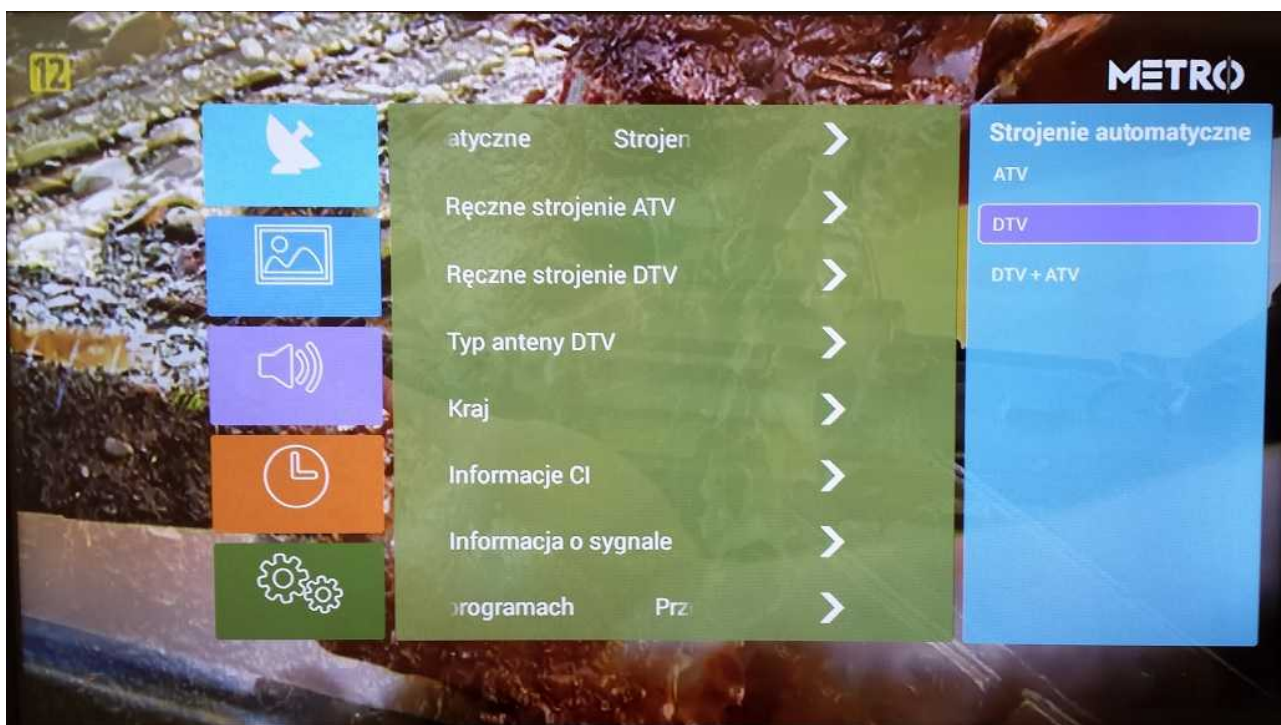 12
METRO
atyczne Strojen
Ręczne strojenie ATV
Ręczne strojenie DTV
Typ anteny DTV
Kraj
Informacje CI
Informacja o sygnale
programach Prz
Strojenie automatyczne
ATV
DTV
DTV + ATV